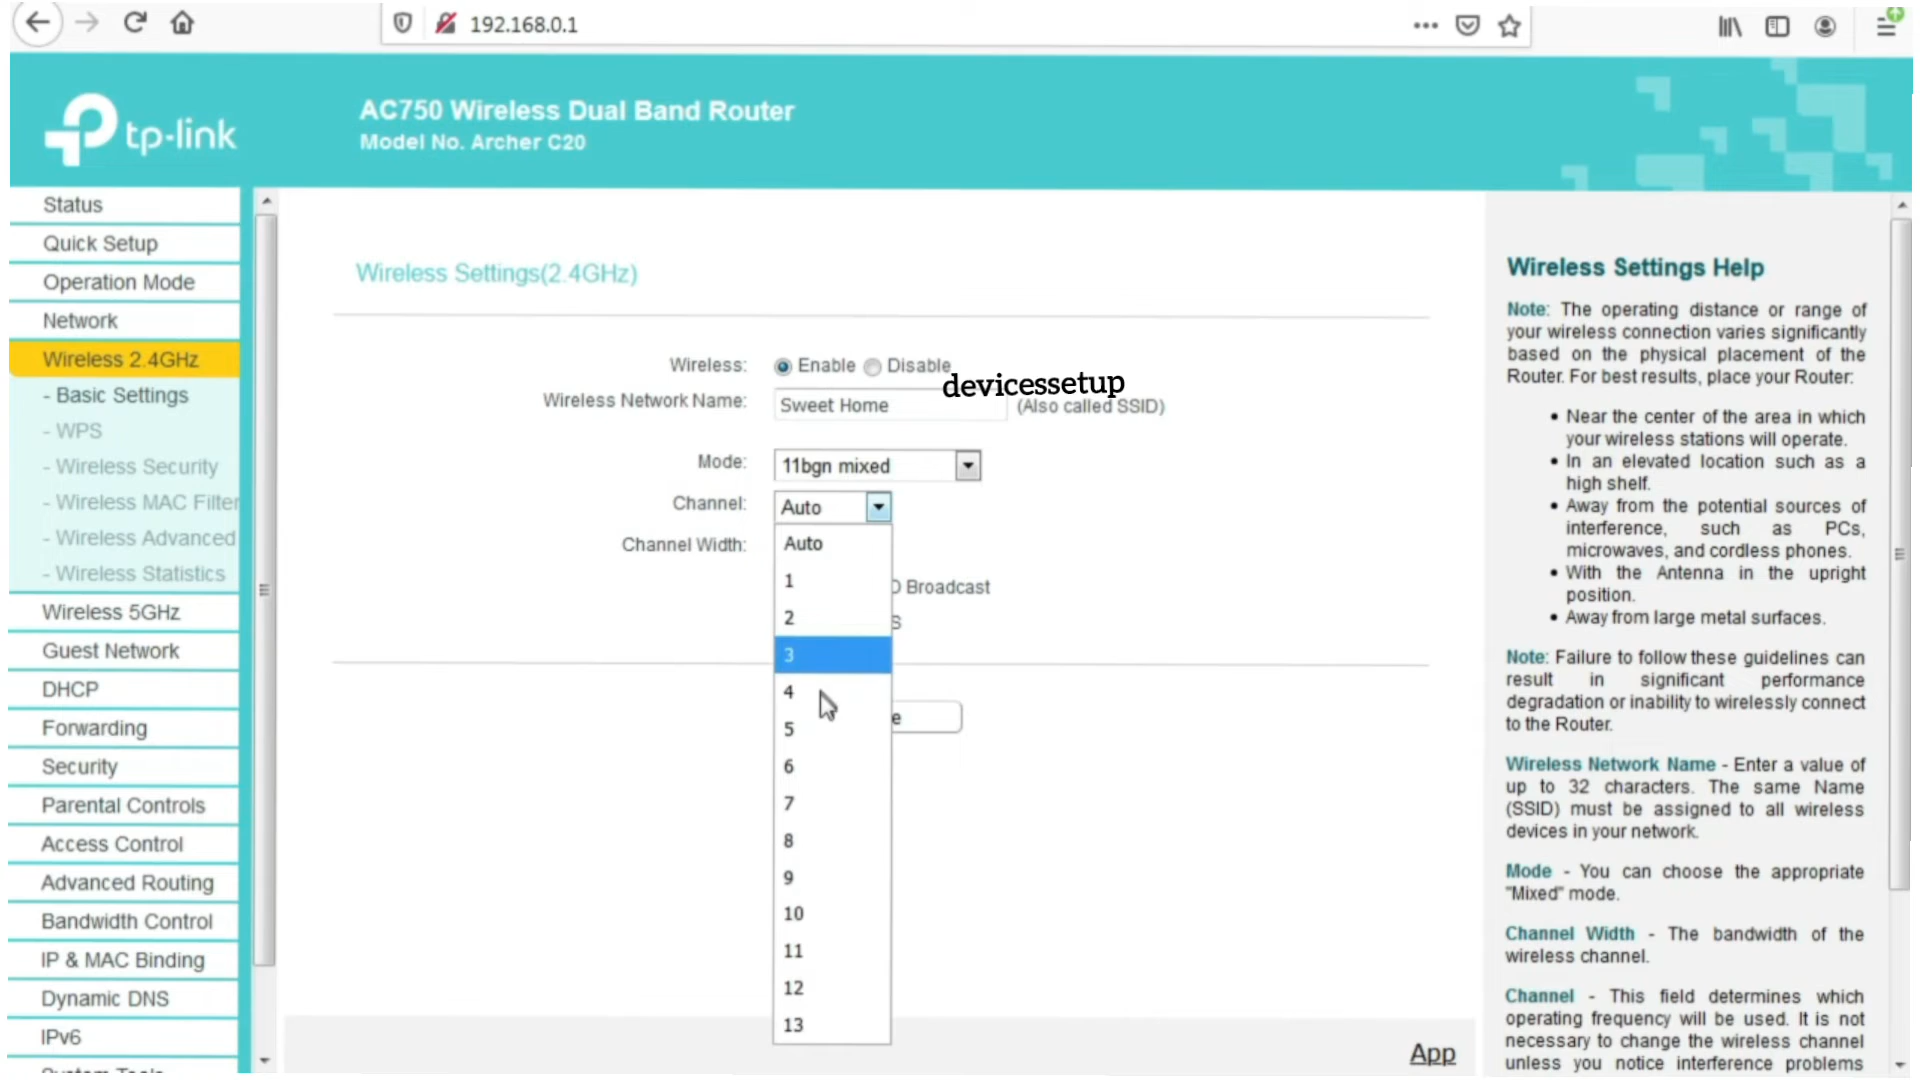 192.168.0.1
tp-link
AC750 Wireless Dual Band Router
Model No. Archer C20
Status
Quick Setup
Operation Mode
Network
Wireless 2.4GHz
- Basic Settings
- WPS
- Wireless Security
- Wireless MAC Filter
- Wireless Advanced
- Wireless Statistics
Wireless 5GHz
Guest Network
DHCP
Forwarding
Security
Parental Controls
Access Control
Advanced Routing
Bandwidth Control
IP & MAC Binding
Dynamic DNS
IPv6
Wireless Settings(2.4GHz)
Wireless: Enable Disable
devicessetup
Wireless Network Name: Sweet Home (Also called SSID)
Mode: 11bgn mixed
Channel: Auto
Channel Width:
Auto
1
2
3
4
5
6
7
8
9
10
11
12
13
Broadcast
App
Wireless Settings Help
Note: The operating distance or range of
your wireless connection varies significantly
based on the physical placement of the
Router. For best results, place your Router:
• Near the center of the area in which
your wireless stations will operate.
• In an elevated location such as a
high shelf.
• Away from the potential sources of
interference, such as PCs,
microwaves, and cordless phones.
• With the Antenna in the upright
position.
• Away from large metal surfaces.
Note: Failure to follow these guidelines can
result in significant performance
degradation or inability to wirelessly connect
to the Router.
Wireless Network Name - Enter a value of
up to 32 characters. The same Name
(SSID) must be assigned to all wireless
devices in your network.
Mode - You can choose the appropriate
"Mixed" mode.
Channel Width - The bandwidth of the
wireless channel.
Channel - This field determines which
operating frequency will be used. It is not
necessary to change the wireless channel
unless you notice interference problems